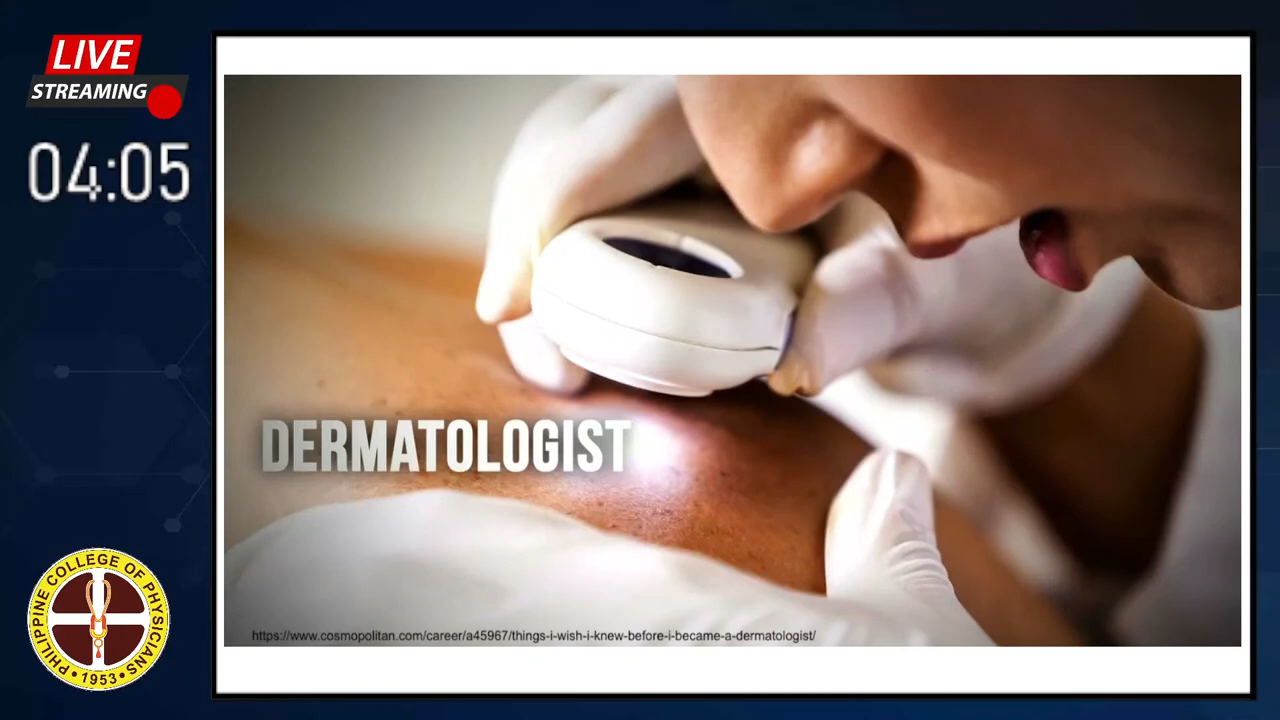 LIVE
STREAMING
04:05
DERMATOLOGIST
https://www.cosmopolitan.com/career/a45967/things-i-wish-i-knew-before-i-became-a-dermatologist/
PHILIPPINE COLLEGE OF PHYSICIANS
• 1953 •